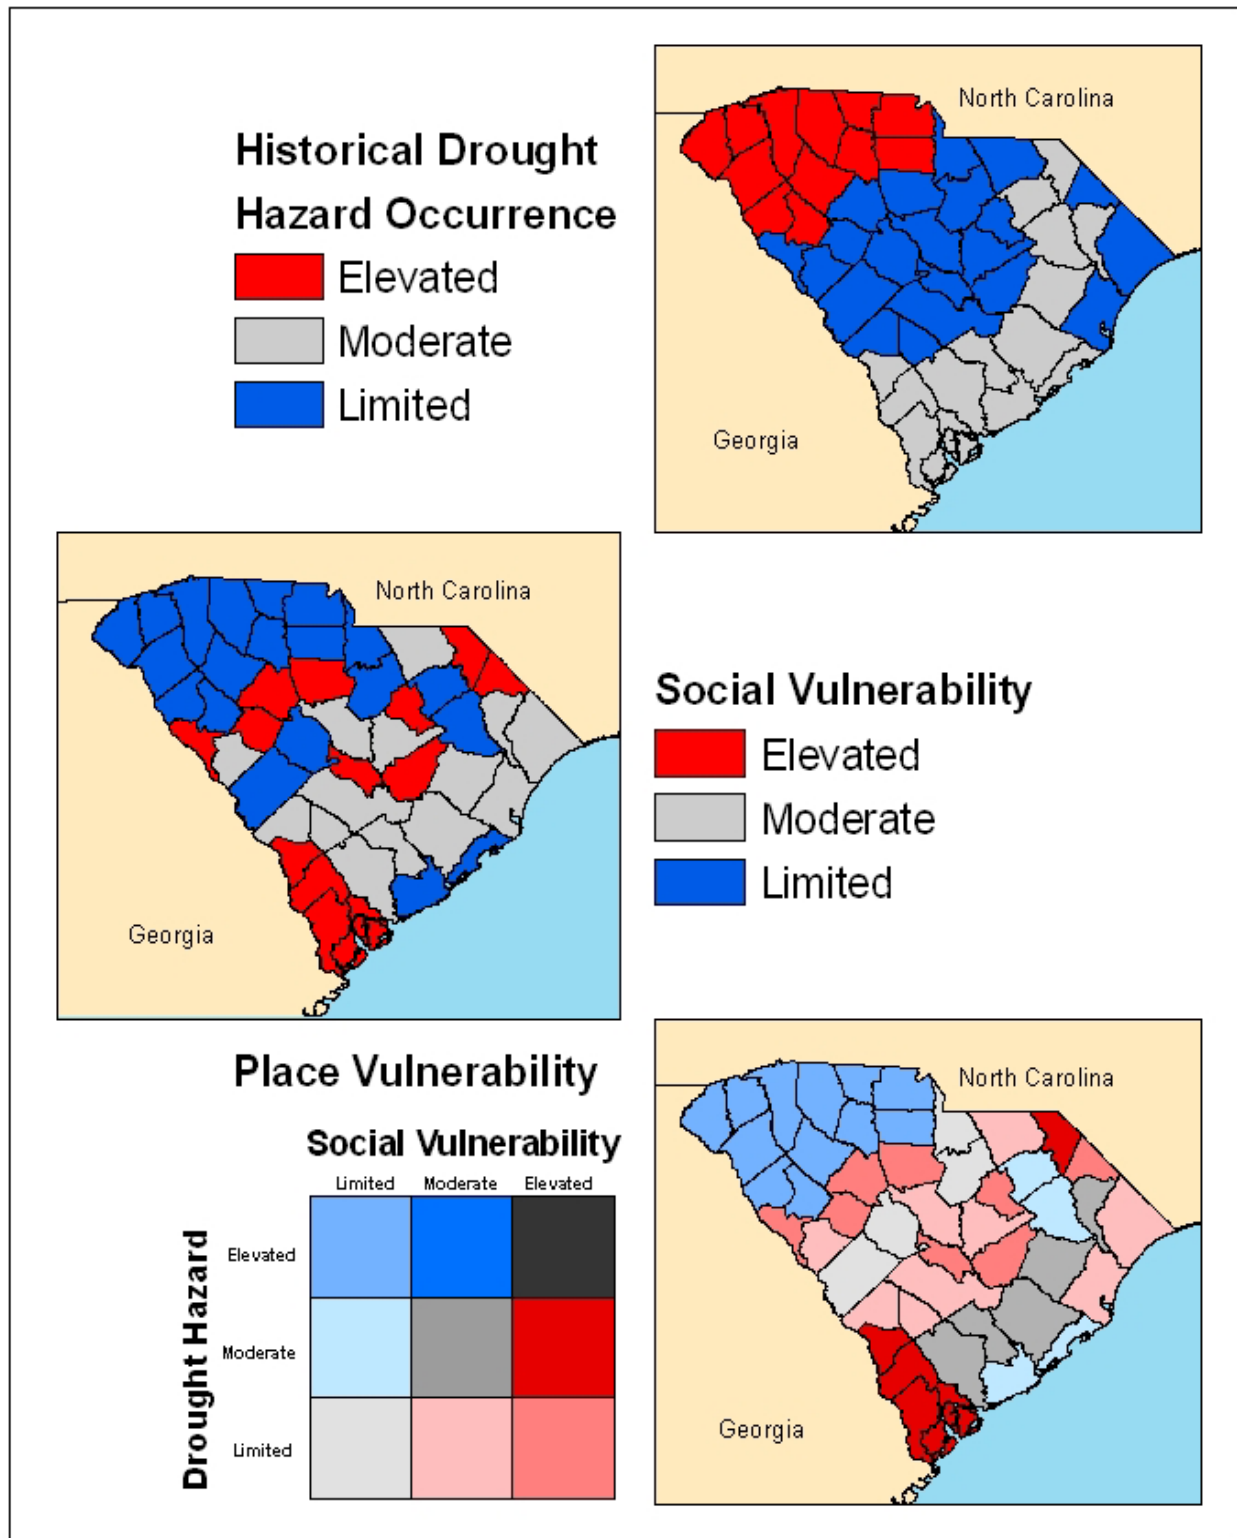 North Carolina
Historical Drought
Hazard Occurrence
Elevated
Moderate
Limited
Georgia
North Carolina
Social Vulnerability
Elevated
Moderate
Limited
Georgia
Place Vulnerability
Social Vulnerability
Limited Moderate Elevated
Drought Hazard
Elevated
Moderate
Limited
North Carolina
Georgia